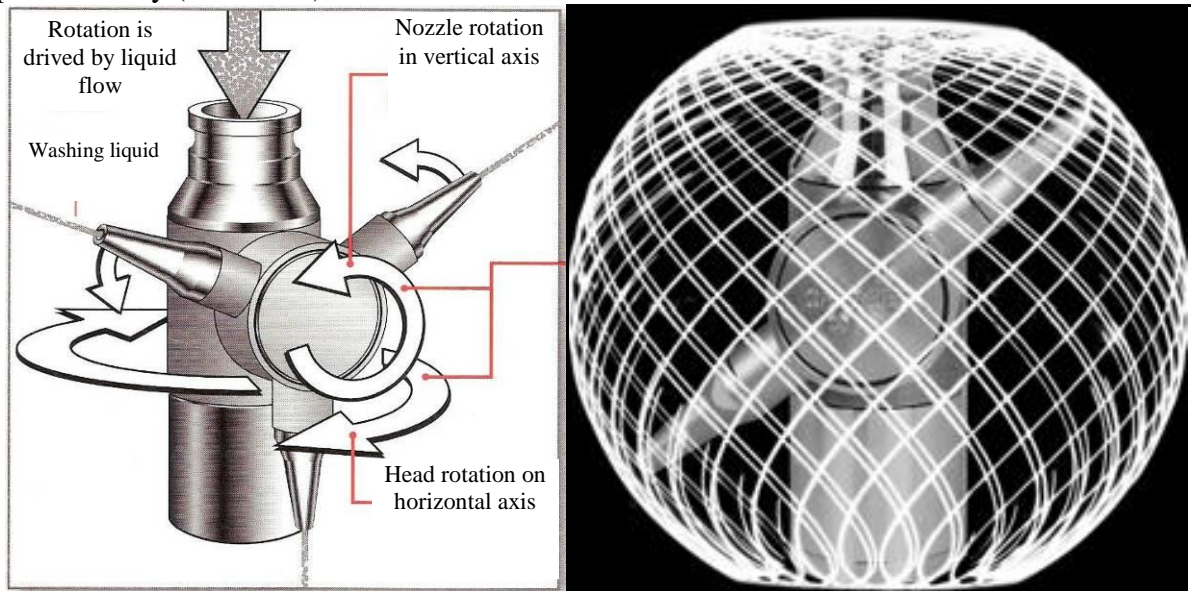 Rotation is
drived by liquid
flow
Nozzle rotation
in vertical axis
Washing liquid
Head rotation on
horizontal axis